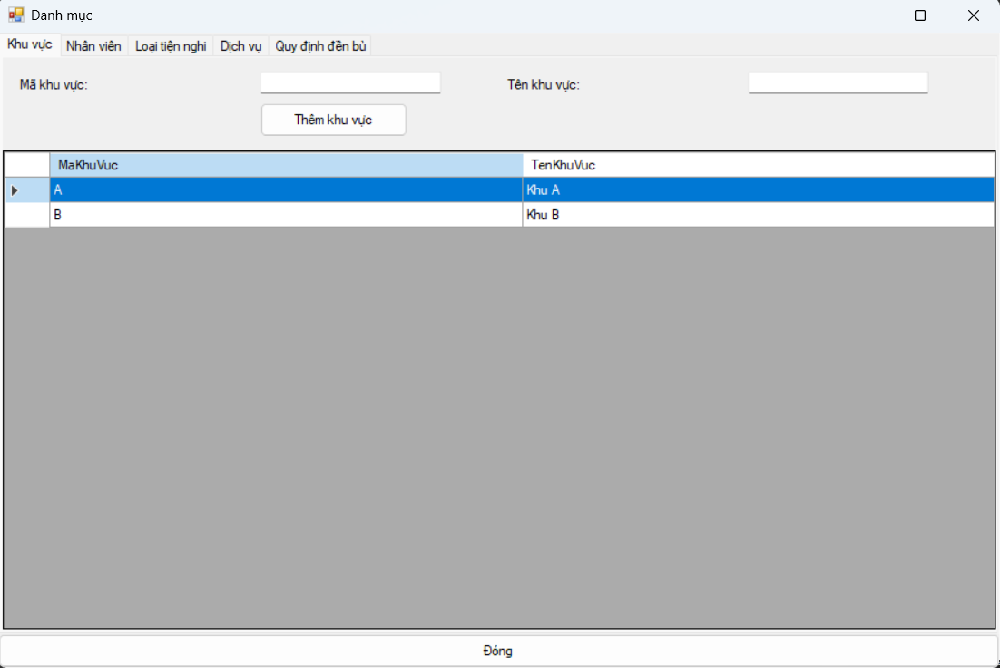 Danh mục
Khu vực Nhân viên Loại tiện nghi Dịch vụ Quy định đền bù
Mã khu vực: Tên khu vực:
Thêm khu vực
MaKhuVuc TenKhuVuc
A Khu A
B Khu B
Đóng